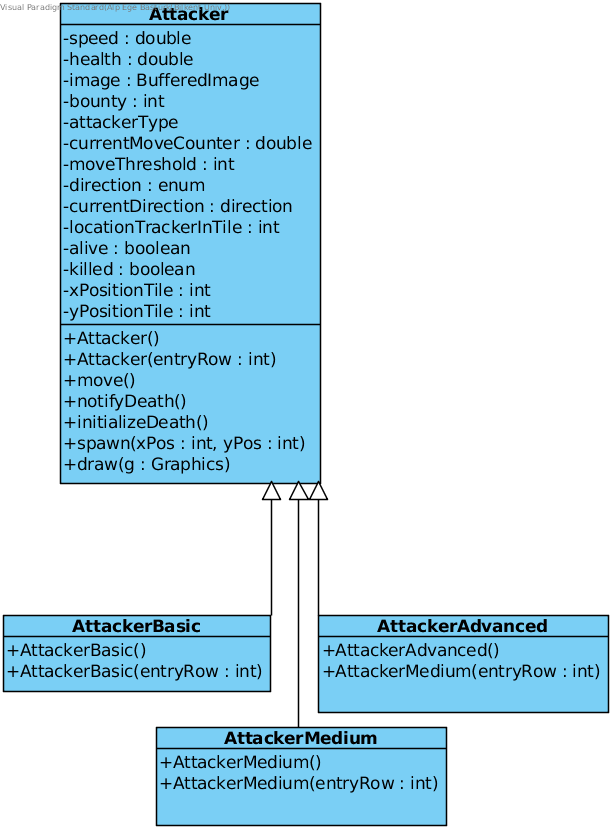 Visual Paradigm Standard(Alp Ege Bas
Attacker
-speed : double
-health : double
-image : BufferedImage
-bounty : int
-attackerType
-currentMoveCounter : double
-moveThreshold : int
-direction : enum
-currentDirection : direction
-locationTrackerInTile : int
-alive : boolean
-killed : boolean
-xPositionTile : int
-yPositionTile : int
+Attacker()
+Attacker(entryRow : int)
+move()
+notifyDeath()
+initializeDeath()
+spawn(xPos : int, yPos : int)
+draw(g : Graphics)
AttackerBasic
+AttackerBasic()
+AttackerBasic(entryRow : int)
AttackerAdvanced
+AttackerAdvanced()
+AttackerMedium(entryRow : int)
AttackerMedium
+AttackerMedium()
+AttackerMedium(entryRow : int)